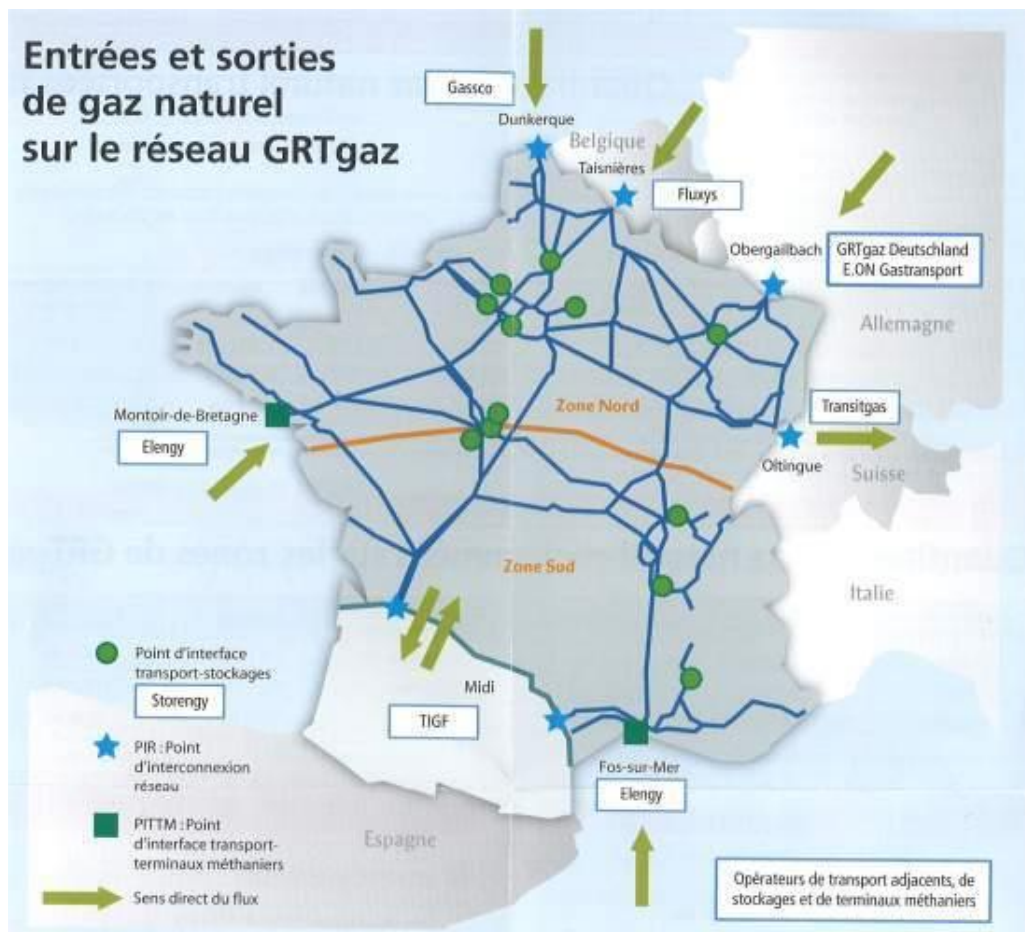 Entrées et sorties
de gaz naturel
sur le réseau GRTgaz
Gassco
Dunkerque
Belgique
Taisnières
Fluxys
Obergailbach
GRTgaz Deutschland
E.ON Gastransport
Allemagne
Montoir-de-Bretagne
Elengy
Zone Nord
Transitgas
Oltingue
Suisse
Zone Sud
Italie
Point d'interface
transport-stockages
Storengy
Midi
TIGF
PIR : Point
d'interconnexion
réseau
Fos-sur-Mer
Elengy
PITTM : Point
d'interface transport-
terminaux méthaniers
Espagne
Sens direct du flux
Opérateurs de transport adjacents, de
stockages et de terminaux méthaniers